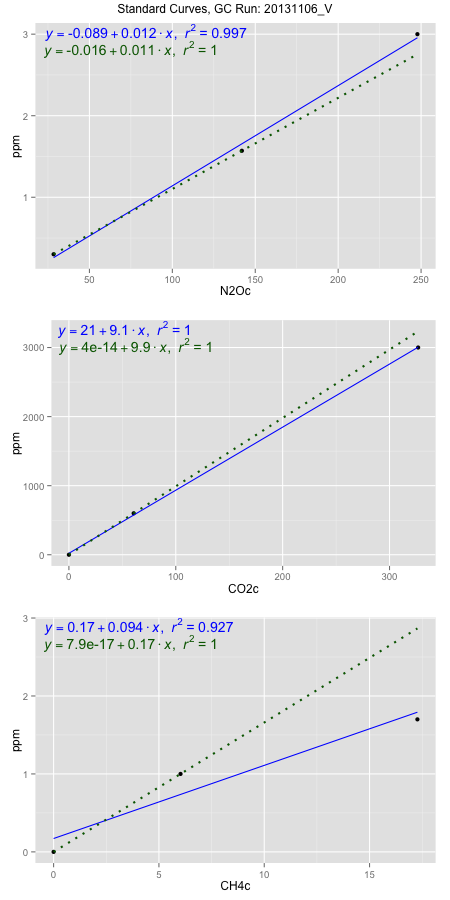 Standard Curves, GC Run: 20131106_V
y = -0.089 + 0.012 · x, r² = 0.997
y = -0.016 + 0.011 · x, r² = 1
3
2
1
ppm
50 100 150 200 250
N2Oc
y = 21 + 9.1 · x, r² = 1
y = 4e-14 + 9.9 · x, r² = 1
3000
2000
1000
0
ppm
0 100 200 300
CO2c
y = 0.17 + 0.094 · x, r² = 0.927
y = 7.9e-17 + 0.17 · x, r² = 1
3
2
1
0
ppm
0 5 10 15
CH4c